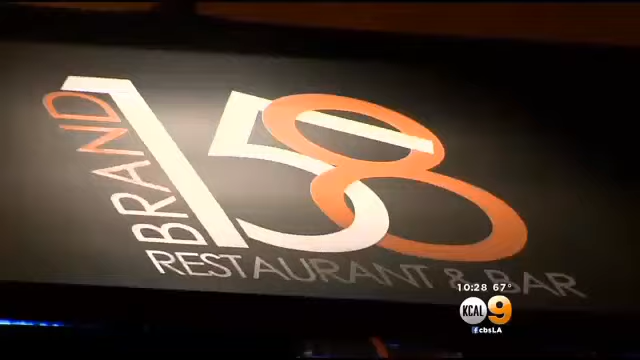 BRAND
158
RESTAURANT & BAR
10:28 67°
KCAL 9
f cbsLA